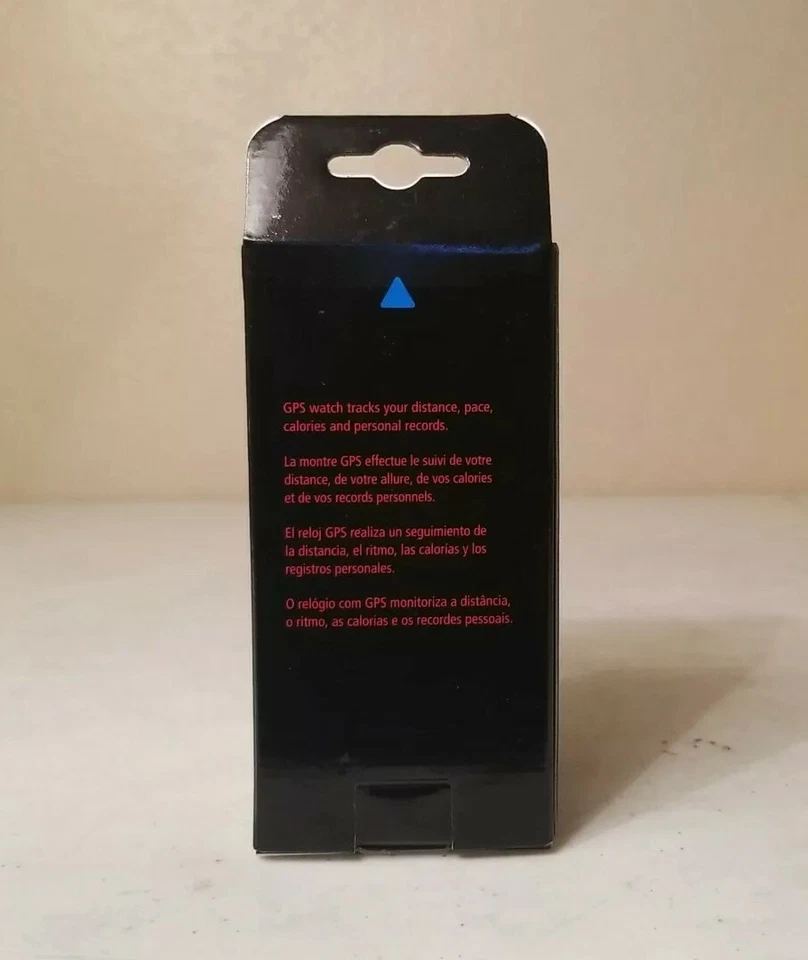 GPS watch tracks your distance, pace,
calories and personal records.
La montre GPS effectue le suivi de votre
distance, de votre allure, de vos calories
et de vos records personnels.
El reloj GPS realiza un seguimiento de
la distancia, el ritmo, las calorías y los
registros personales.
O relógio com GPS monitoriza a distância,
o ritmo, as calorias e os recordes pessoais.